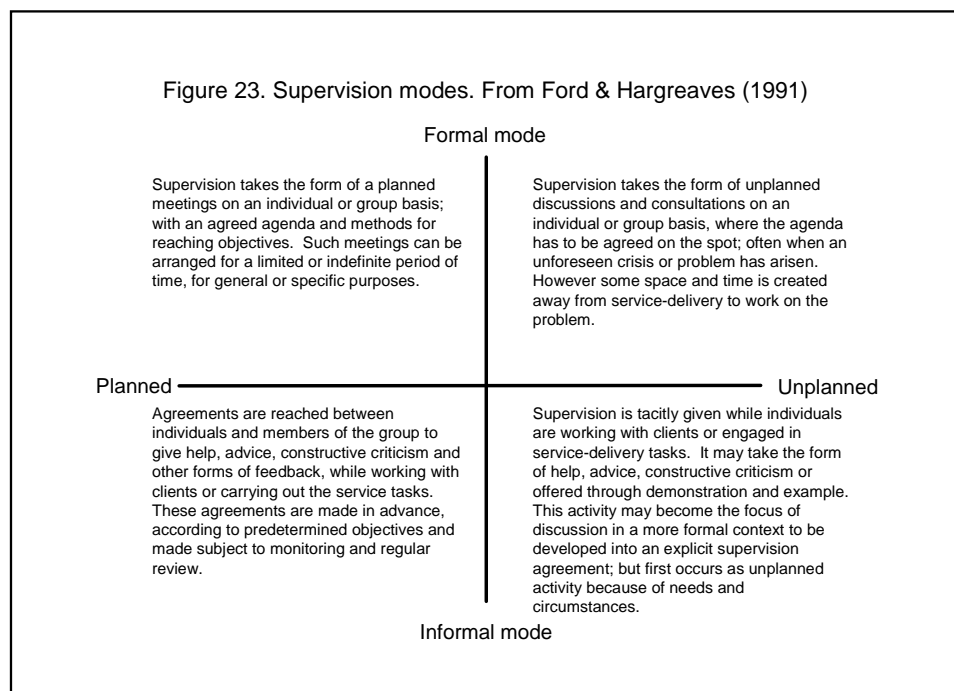 Figure 23. Supervision modes. From Ford & Hargreaves (1991)
Formal mode
Supervision takes the form of a planned
meetings on an individual or group basis;
with an agreed agenda and methods for
reaching objectives.  Such meetings can be
arranged for a limited or indefinite period of
time, for general or specific purposes.
Supervision takes the form of unplanned
discussions and consultations on an
individual or group basis, where the agenda
has to be agreed on the spot; often when an
unforeseen crisis or problem has arisen.
However some space and time is created
away from service-delivery to work on the
problem.
Planned
Unplanned
Agreements are reached between
individuals and members of the group to
give help, advice, constructive criticism and
other forms of feedback, while working with
clients or carrying out the service tasks.
These agreements are made in advance,
according to predetermined objectives and
made subject to monitoring and regular
review.
Supervision is tacitly given while individuals
are working with clients or engaged in
service-delivery tasks.  It may take the form
of help, advice, constructive criticism or
offered through demonstration and example.
This activity may become the focus of
discussion in a more formal context to be
developed into an explicit supervision
agreement; but first occurs as unplanned
activity because of needs and
circumstances.
Informal mode